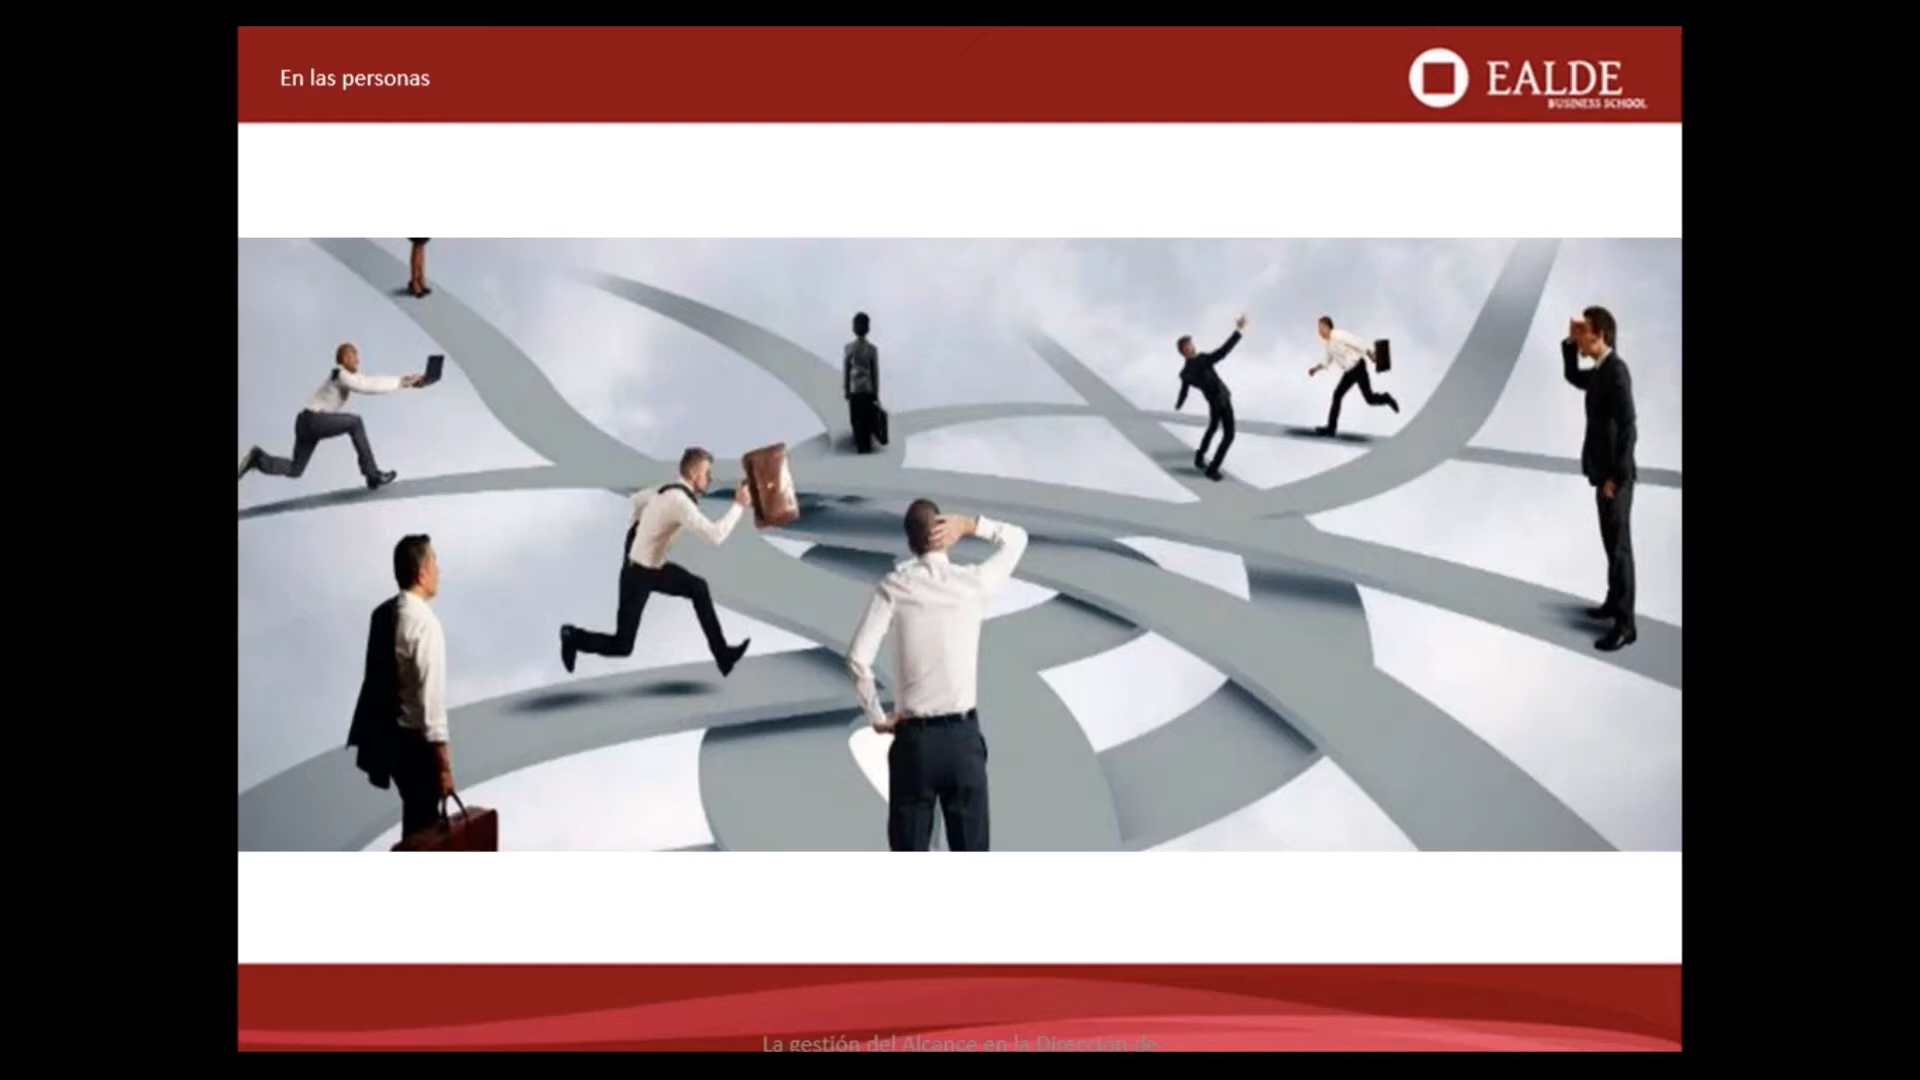 En las personas
EALDE
BUSINESS SCHOOL
La gestión del Alcance en la Dirección de